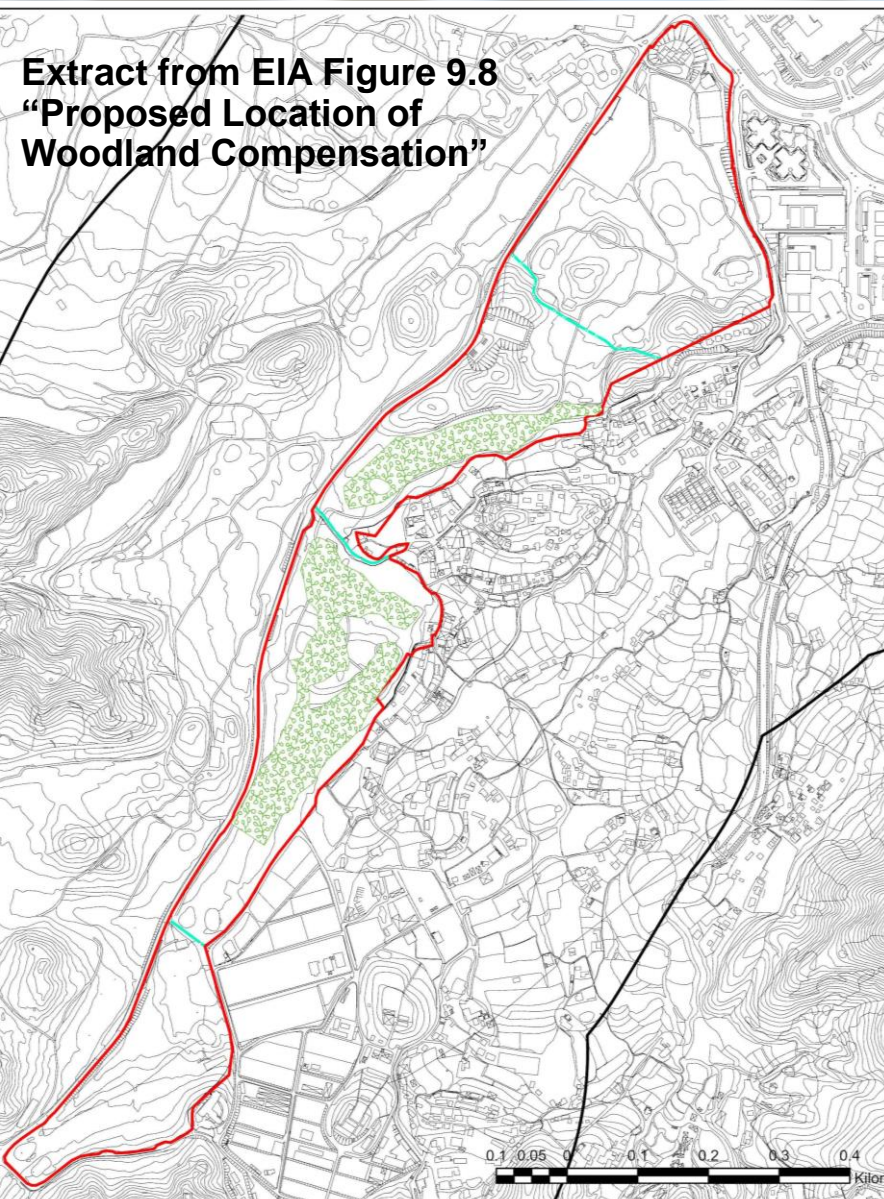 Extract from EIA Figure 9.8
“Proposed Location of
Woodland Compensation”
0.1 0.05 0 0.1 0.2 0.3 0.4
Kilor